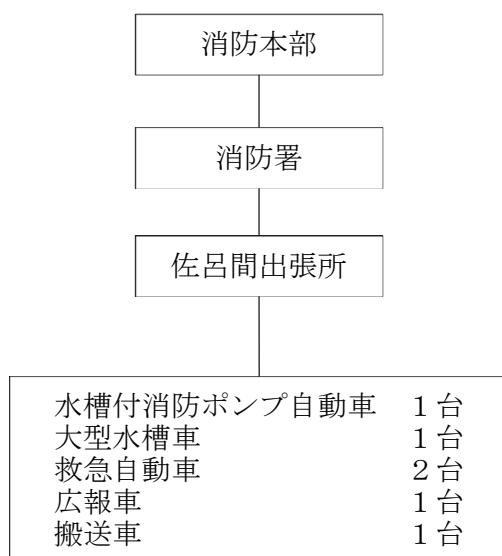 消防本部
消防署
佐呂間出張所
水槽付消防ポンプ自動車　１台
大型水槽車　１台
救急自動車　２台
広報車　１台
搬送車　１台